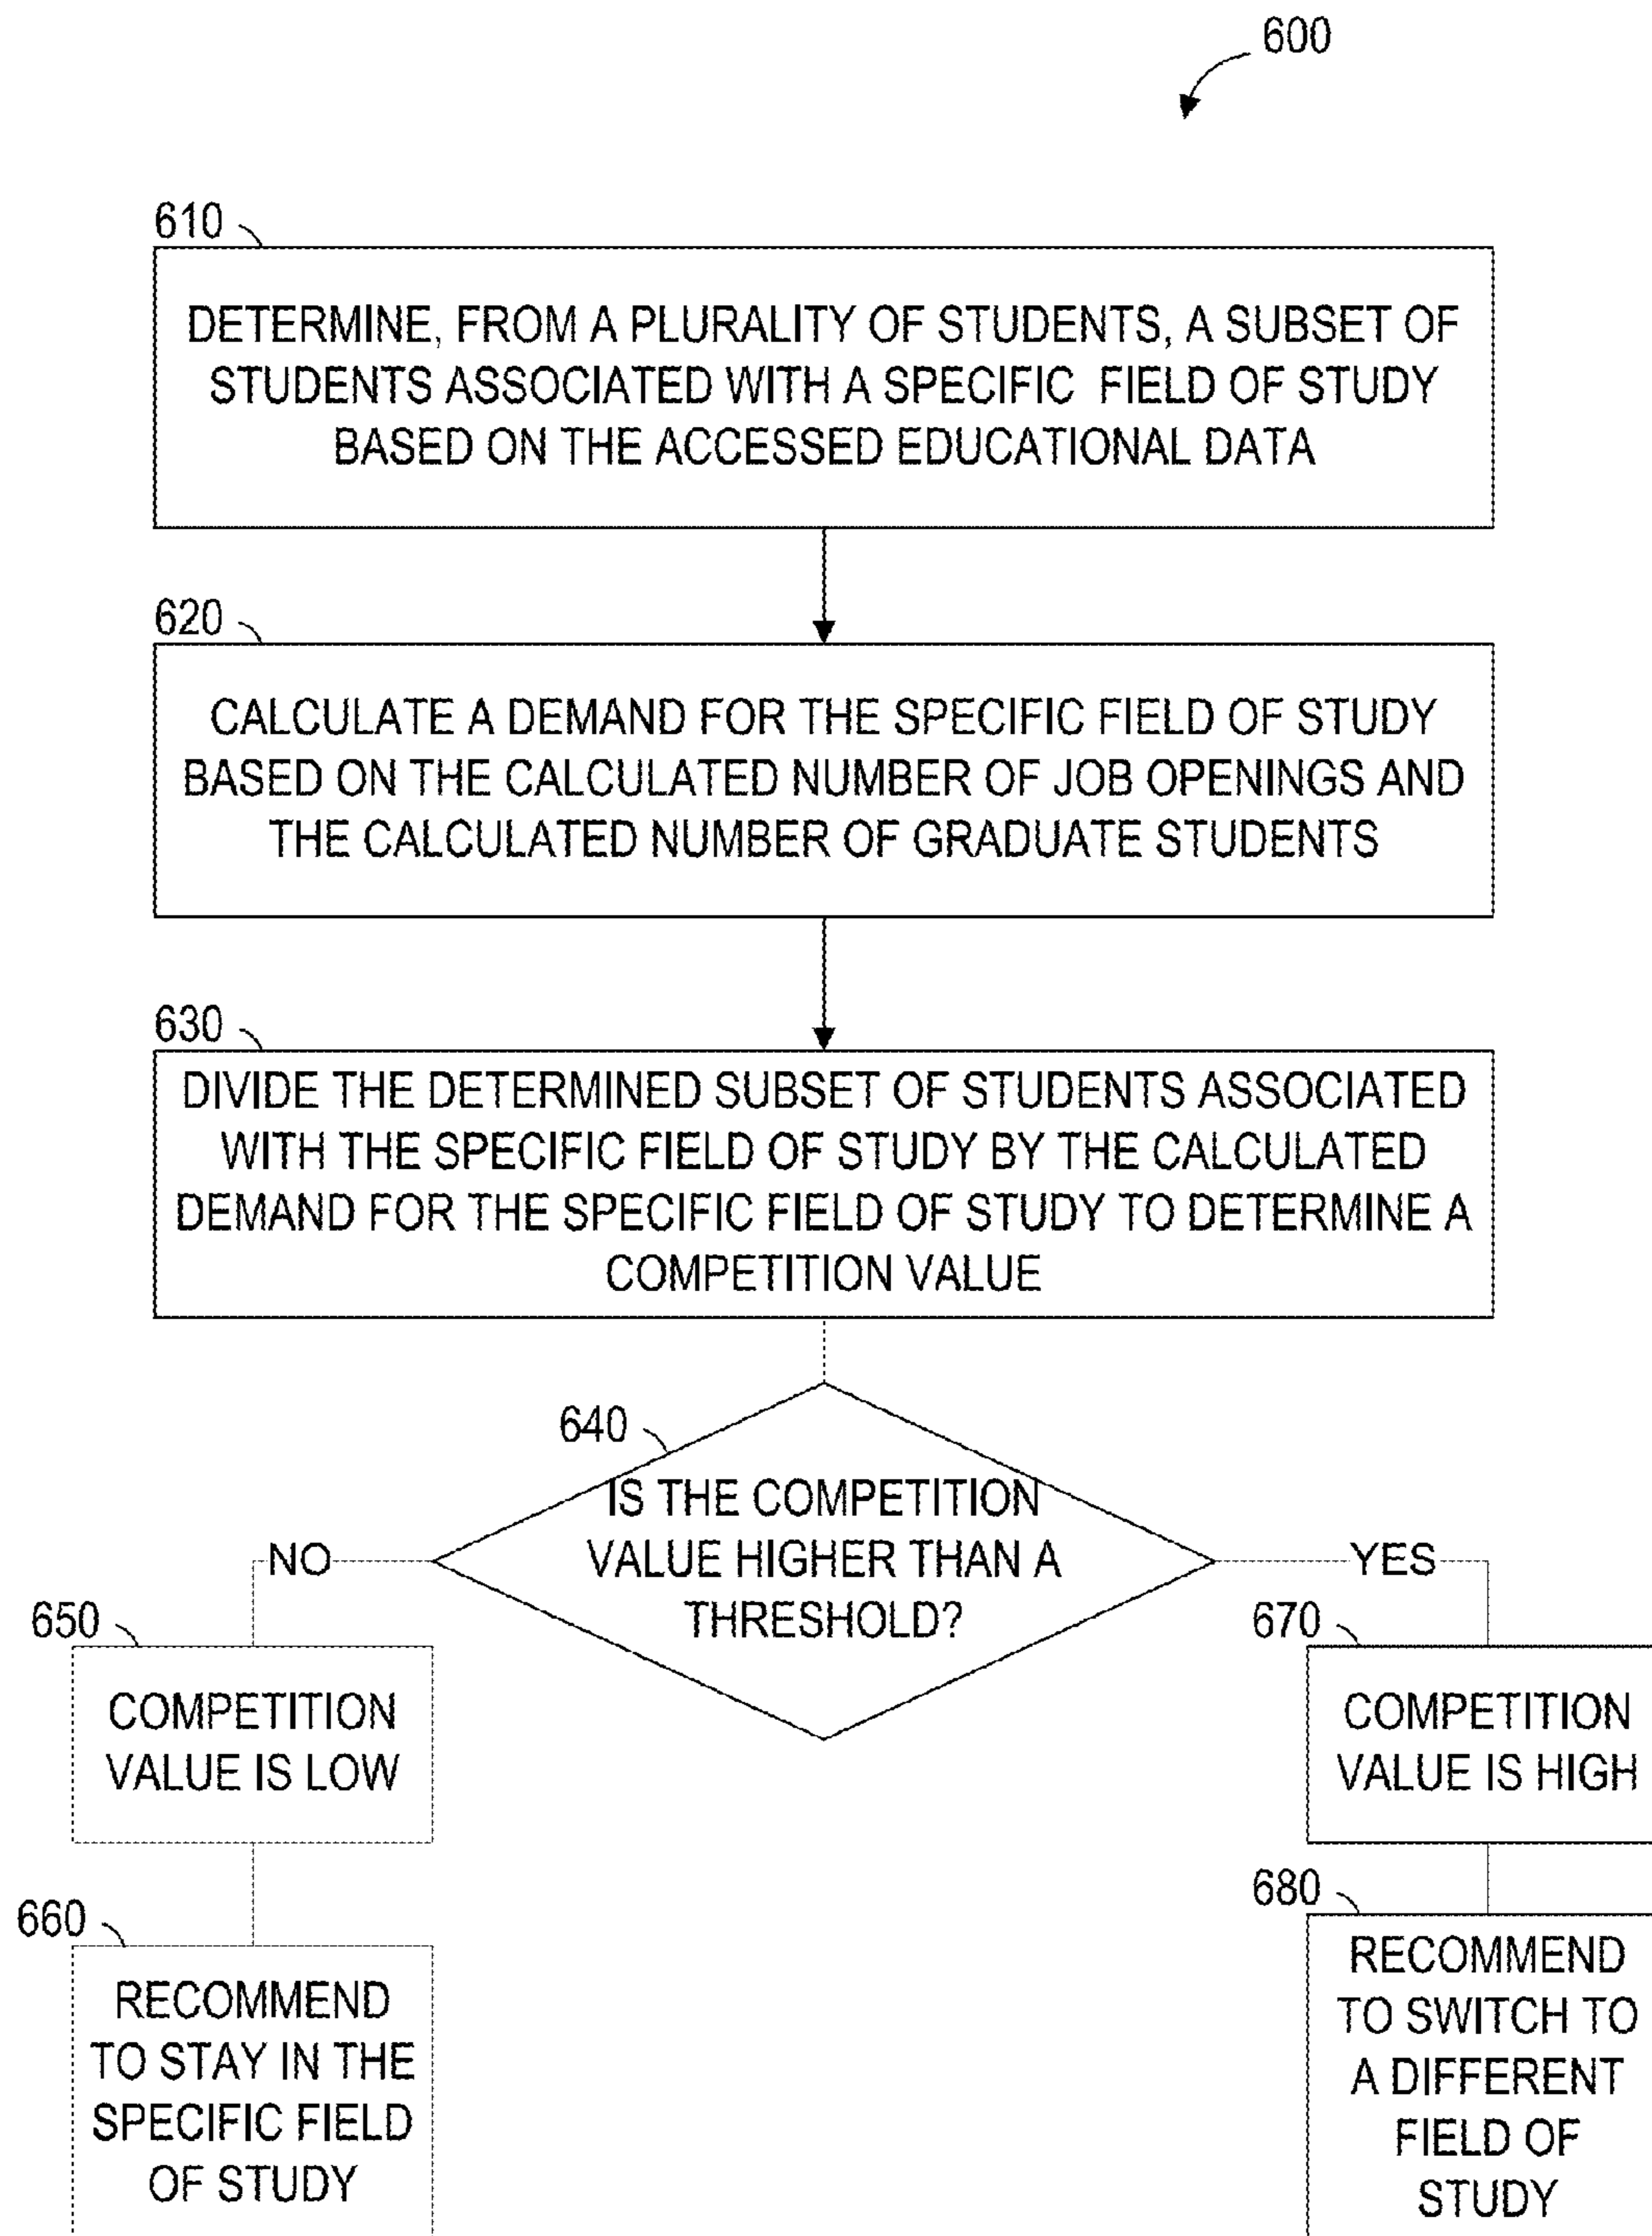 600
610
DETERMINE, FROM A PLURALITY OF STUDENTS, A SUBSET OF
STUDENTS ASSOCIATED WITH A SPECIFIC FIELD OF STUDY
BASED ON THE ACCESSED EDUCATIONAL DATA
620
CALCULATE A DEMAND FOR THE SPECIFIC FIELD OF STUDY
BASED ON THE CALCULATED NUMBER OF JOB OPENINGS AND
THE CALCULATED NUMBER OF GRADUATE STUDENTS
630
DIVIDE THE DETERMINED SUBSET OF STUDENTS ASSOCIATED
WITH THE SPECIFIC FIELD OF STUDY BY THE CALCULATED
DEMAND FOR THE SPECIFIC FIELD OF STUDY TO DETERMINE A
COMPETITION VALUE
640
IS THE COMPETITION
VALUE HIGHER THAN A
THRESHOLD?
NO
YES
650
COMPETITION
VALUE IS LOW
660
RECOMMEND
TO STAY IN THE
SPECIFIC FIELD
OF STUDY
670
COMPETITION
VALUE IS HIGH
680
RECOMMEND
TO SWITCH TO
A DIFFERENT
FIELD OF
STUDY